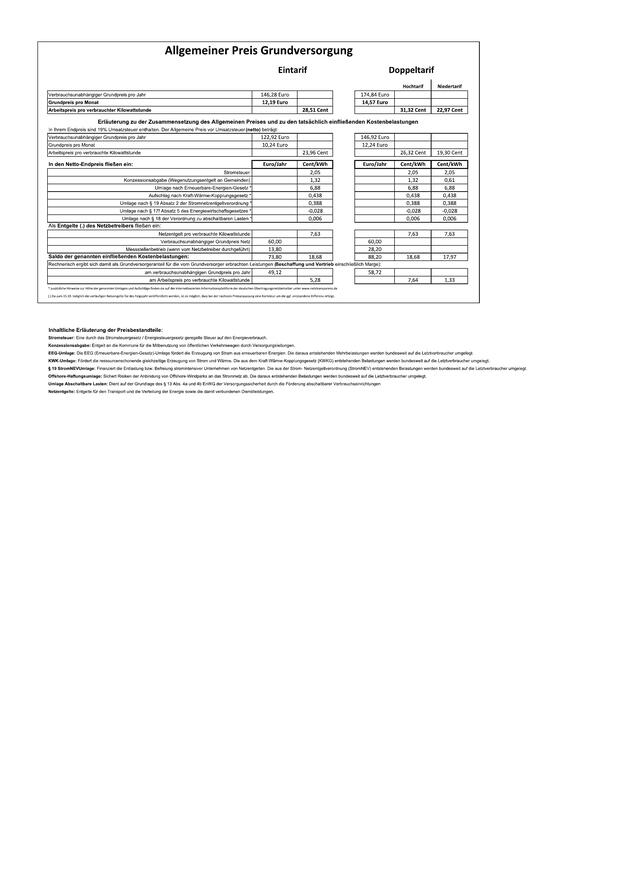 Allgemeiner Preis Grundversorgung
Eintarif Doppeltarif
Hochtarif Niedertarif
Verbrauchsunabhängiger Grundpreis pro Jahr 146,28 Euro 174,84 Euro
Grundpreis pro Monat 12,19 Euro 14,57 Euro
Arbeitspreis pro verbrauchter Kilowattstunde 28,51 Cent 31,32 Cent 22,97 Cent
Erläuterung zu der Zusammensetzung des Allgemeinen Preises und zu den tatsächlich einfließenden Kostenbelastungen
In Ihrem Endpreis sind 19% Umsatzsteuer enthalten. Der Allgemeine Preis vor Umsatzsteuer (netto) beträgt:
Verbrauchsunabhängiger Grundpreis pro Jahr 122,92 Euro 146,92 Euro
Grundpreis pro Monat 10,24 Euro 12,24 Euro
Arbeitspreis pro verbrauchte Kilowattstunde 23,96 Cent 26,32 Cent 19,30 Cent
In den Netto-Endpreis fließen ein: Euro/Jahr Cent/kWh Euro/Jahr Cent/kWh Cent/kWh
Stromsteuer 2,05 2,05 2,05
Konzessionsabgabe (Wegenutzungsentgelt an Gemeinden) 1,32 1,32 0,61
Umlage nach Erneuerbare-Energien-Gesetz * 6,88 6,88 6,88
Aufschlag nach Kraft-Wärme-Kopplungsgesetz * 0,438 0,438 0,438
Umlage nach § 19 Absatz 2 der Stromnetzentgeltverordnung * 0,388 0,388 0,388
Umlage nach § 17f Absatz 5 des Energiewirtschaftsgesetzes * -0,028 -0,028 -0,028
Umlage nach § 18 der Verordnung zu abschaltbaren Lasten * 0,006 0,006 0,006
Als Entgelte (.) des Netzbetreibers fließen ein:
Netzentgelt pro verbrauchte Kilowattstunde 7,63 7,63 7,63
Verbrauchsunabhängiger Grundpreis Netz 60,00 60,00
Messstellenbetrieb (wenn vom Netzbetreiber durchgeführt) 13,80 28,20
Saldo der genannten einfließenden Kostenbelastungen: 73,80 18,68 88,20 18,68 17,97
Rechnerisch ergibt sich damit als Grundversorgeranteil für die vom Grundversorger erbrachten Leistungen (Beschaffung und Vertrieb einschließlich Marge):
am verbrauchsunabhängigen Grundpreis pro Jahr 49,12 58,72
am Arbeitspreis pro verbrauchte Kilowattstunde 5,28 7,64 1,33
Inhaltliche Erläuterung der Preisbestandteile:
Stromsteuer: Eine durch das Stromsteuergesetz / Energiesteuergesetz geregelte Steuer auf den Energieverbrauch.
Konzessionsabgabe: Entgelt an die Kommune für die Mitbenutzung von öffentlichen Verkehrswegen durch Versorgungsleitungen.
EEG-Umlage: Die EEG (Erneuerbare-Energien-Gesetz)-Umlage fördert die Erzeugung von Strom aus erneuerbaren Energien. Die daraus entstehenden Mehrbelastungen werden bundesweit auf die Letztverbraucher umgelegt.
KWK-Umlage: Fördert die ressourcenschonende gleichzeitige Erzeugung von Strom und Wärme. Die aus dem Kraft-Wärme-Kopplungsgesetz (KWKG) entstehenden Belastungen werden bundesweit auf die Letztverbraucher umgelegt.
§ 19 StromNEVUmlage: Finanziert die Entlastung bzw. Befreiung stromintensiver Unternehmen von Netzentgelten. Die aus der Strom- Netzentgeltverordnung (StromNEV) entstehenden Belastungen werden bundesweit auf die Letztverbraucher umgelegt.
Offshore-Haftungsumlage: Sichert Risiken der Anbindung von Offshore-Windparks an das Stromnetz ab. Die daraus entstehenden Belastungen werden bundesweit auf die Letztverbraucher umgelegt.
Umlage Abschaltbare Lasten: Dient auf der Grundlage des § 13 Abs. 4a und 4b EnWG der Versorgungssicherheit durch die Förderung abschaltbarer Verbrauchseinrichtungen
Netzentgelte: Entgelte für den Transport und die Verteilung der Energie sowie die damit verbundenen Dienstleistungen.